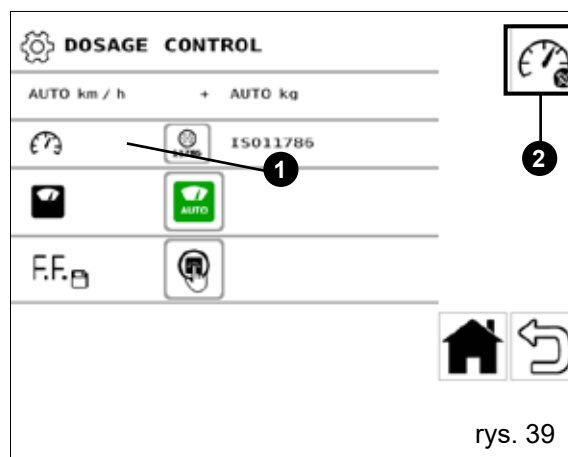 DOSAGE CONTROL
AUTO km / h + AUTO kg
ISO11786
1
2
AUTO
F.F.
rys. 39